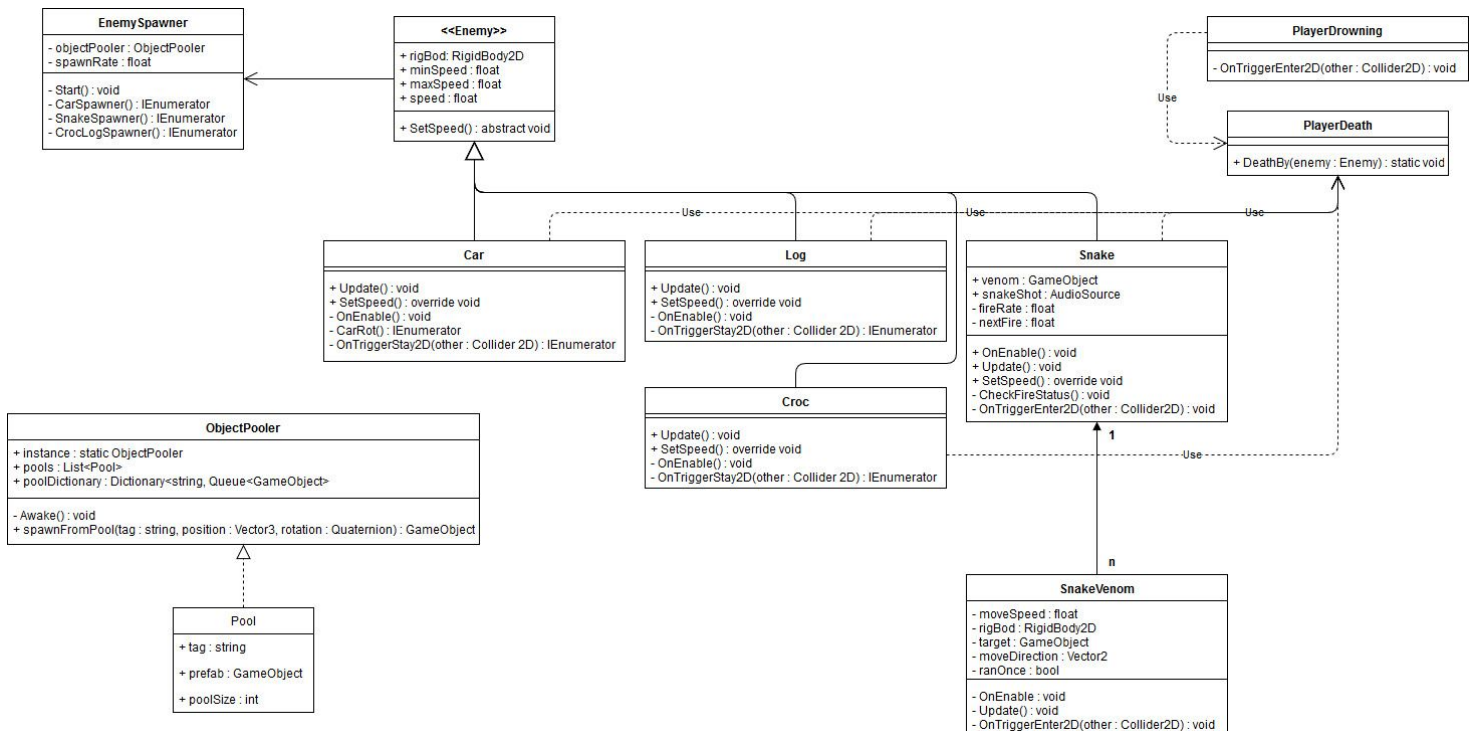 EnemySpawner
- objectPooler : ObjectPooler
- spawnRate : float
- Start() : void
- CarSpawner() : IEnumerator
- SnakeSpawner() : IEnumerator
- CrocLogSpawner() : IEnumerator
<<Enemy>>
+ rigBod: RigidBody2D
+ minSpeed : float
+ maxSpeed : float
+ speed : float
+ SetSpeed() : abstract void
PlayerDrowning
- OnTriggerEnter2D(other : Collider2D) : void
Use
PlayerDeath
+ DeathBy(enemy : Enemy) : static void
Use
Use
Use
Car
+ Update() : void
+ SetSpeed() : override void
- OnEnable() : void
- CarRot() : IEnumerator
- OnTriggerStay2D(other : Collider 2D) : IEnumerator
Log
+ Update() : void
+ SetSpeed() : override void
- OnEnable() : void
- OnTriggerStay2D(other : Collider 2D) : IEnumerator
Snake
+ venom : GameObject
+ snakeShot : AudioSource
- fireRate : float
- nextFire : float
+ OnEnable() : void
+ Update() : void
+ SetSpeed() : override void
- CheckFireStatus() : void
- OnTriggerEnter2D(other : Collider2D) : void
Croc
+ Update() : void
+ SetSpeed() : override void
- OnEnable() : void
- OnTriggerStay2D(other : Collider 2D) : IEnumerator
Use
1
n
ObjectPooler
+ instance : static ObjectPooler
+ pools : List<Pool>
+ poolDictionary : Dictionary<string, Queue<GameObject>
- Awake() : void
+ spawnFromPool(tag : string, position : Vector3, rotation : Quaternion) : GameObject
Pool
+ tag : string
+ prefab : GameObject
+ poolSize : int
SnakeVenom
- moveSpeed : float
- rigBod : RigidBody2D
- target : GameObject
- moveDirection : Vector2
- ranOnce : bool
- OnEnable : void
- Update() : void
- OnTriggerEnter2D(other : Collider2D) : void